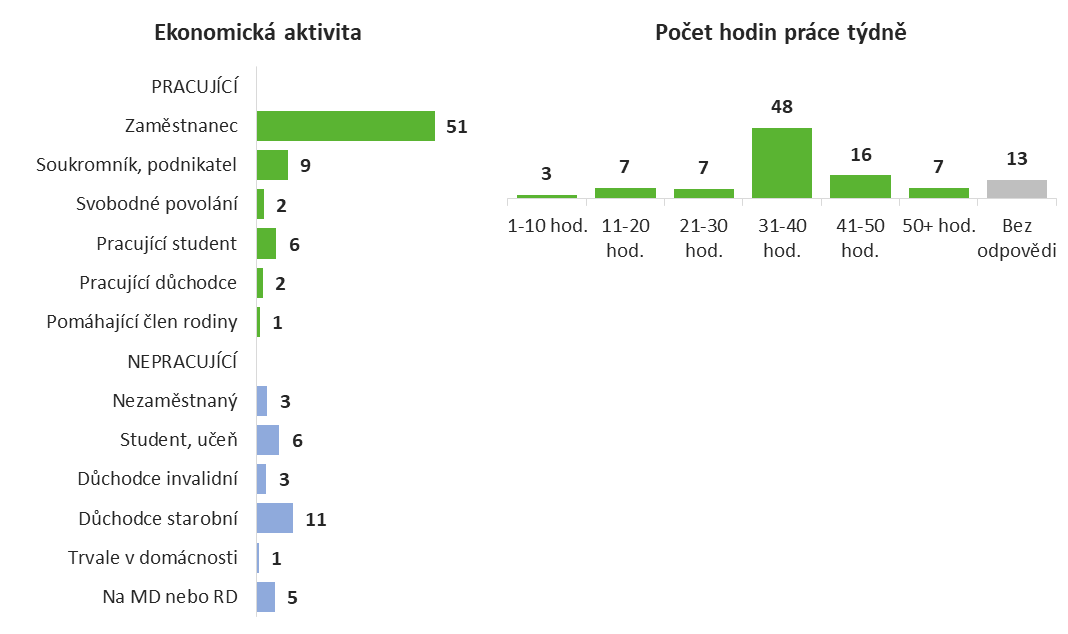 Ekonomická aktivita
PRACUJÍCÍ
Zaměstnanec 51
Soukromník, podnikatel 9
Svobodné povolání 2
Pracující student 6
Pracující důchodce 2
Pomáhající člen rodiny 1
NEPRACUJÍCÍ
Nezaměstnaný 3
Student, učeň 6
Důchodce invalidní 3
Důchodce starobní 11
Trvale v domácnosti 1
Na MD nebo RD 5
Počet hodin práce týdně
3 7 7 48 16 7 13
1-10 hod. 11-20 21-30 31-40 41-50 50+ hod. Bez
hod. hod. hod. hod. odpovědi